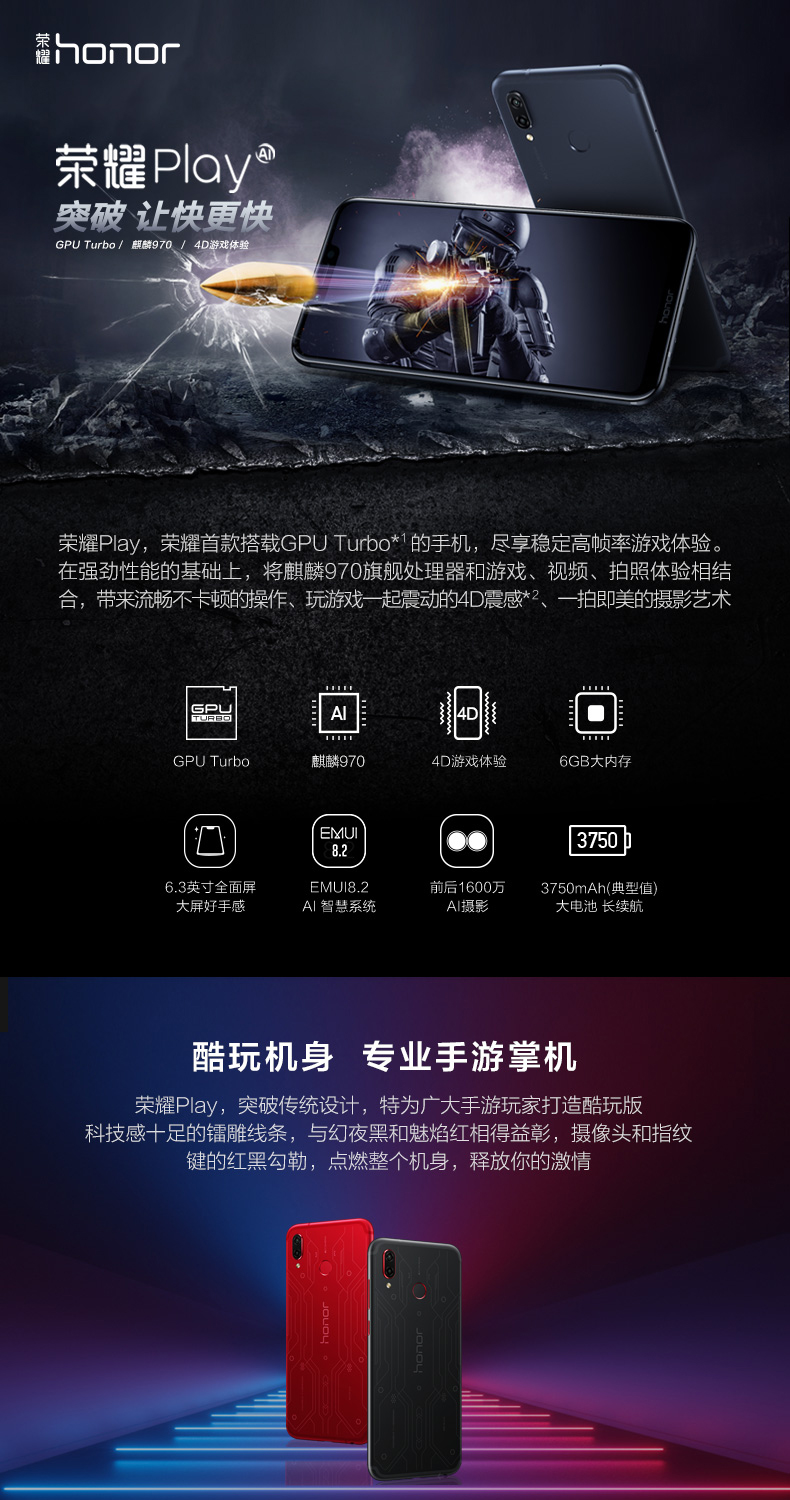 荣耀 honor
荣耀Play AI
突破 让快更快
GPU Turbo / 麒麟970 / 4D游戏体验
honor
荣耀Play，荣耀首款搭载GPU Turbo*1的手机，尽享稳定高帧率游戏体验。
在强劲性能的基础上，将麒麟970旗舰处理器和游戏、视频、拍照体验相结
合，带来流畅不卡顿的操作、玩游戏一起震动的4D震感*2、一拍即美的摄影艺术
GPU TURBO
AI
4D
GPU Turbo
麒麟970
4D游戏体验
6GB大内存
EMUI
8.2
3750
6.3英寸全面屏
大屏好手感
EMUI8.2
AI 智慧系统
前后1600万
AI摄影
3750mAh(典型值)
大电池 长续航
酷玩机身 专业手游掌机
荣耀Play，突破传统设计，特为广大手游玩家打造酷玩版
科技感十足的镭雕线条，与幻夜黑和魅焰红相得益彰，摄像头和指纹
键的红黑勾勒，点燃整个机身，释放你的激情
honor
honor